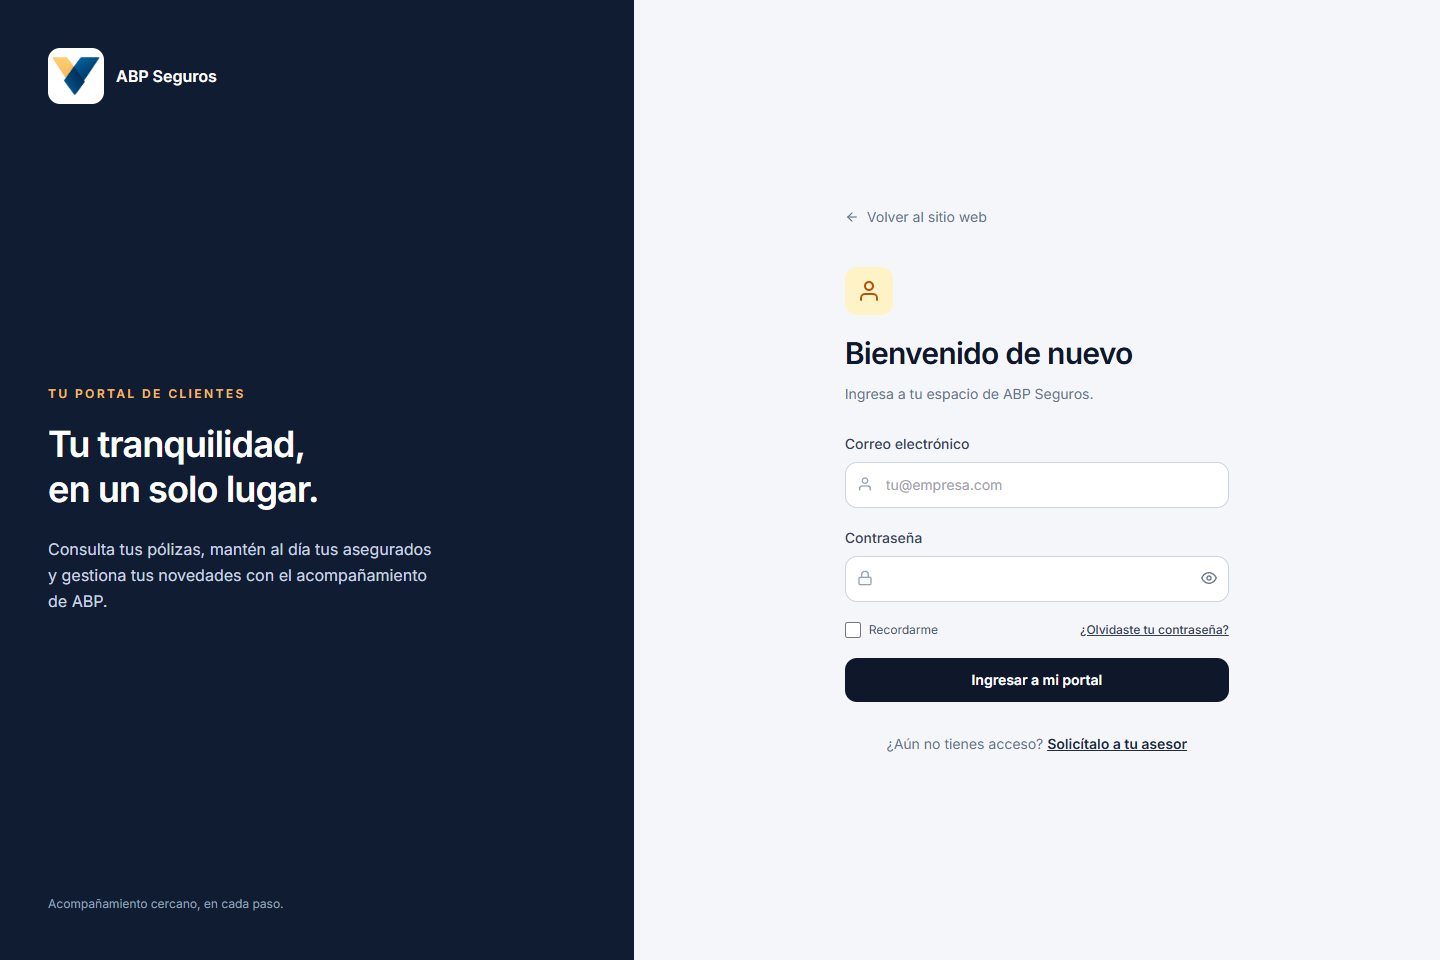 ABP Seguros
TU PORTAL DE CLIENTES
Tu tranquilidad,
en un solo lugar.
Consulta tus pólizas, mantén al día tus asegurados
y gestiona tus novedades con el acompañamiento
de ABP.
Acompañamiento cercano, en cada paso.
Volver al sitio web
Bienvenido de nuevo
Ingresa a tu espacio de ABP Seguros.
Correo electrónico
tu@empresa.com
Contraseña
Recordarme
¿Olvidaste tu contraseña?
Ingresar a mi portal
¿Aún no tienes acceso? Solicítalo a tu asesor